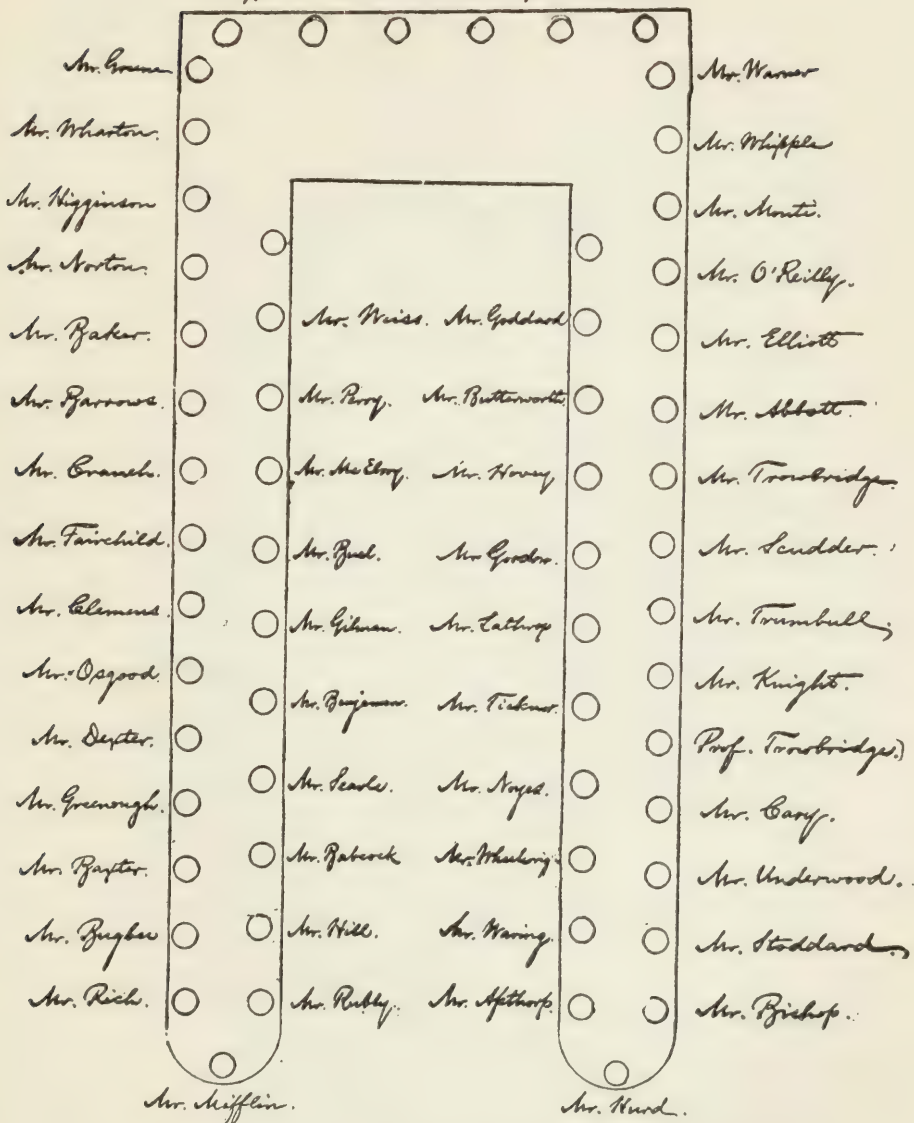 Mr. Greene Mr. Warner
Mr. Wharton. Mr. Whipple
Mr. Higginson Mr. Monti.
Mr. Norton. Mr. O'Reilly.
Mr. Weiss. Mr. Goddard
Mr. Baker. Mr. Elliott
Mr. Barrows. Mr. Perry. Mr. Butterworth. Mr. Abbott.
Mr. Cranch. Mr. McElroy. Mr. Hovey Mr. Trowbridge.
Mr. Fairchild. Mr. Buel. Mr. Gordon. Mr. Scudder.
Mr. Clemens. Mr. Gilman. Mr. Lathrop Mr. Trumbull,
Mr. Osgood. Mr. Benjamin. Mr. Ticknor. Mr. Knight.
Mr. Dexter. Prof. Trowbridge.
Mr. Greenough. Mr. Searle. Mr. Noyes. Mr. Cary.
Mr. Baxter. Mr. Babcock Mr. Wheelwrig Mr. Underwood.
Mr. Bugbee Mr. Hill. Mr. Waring. Mr. Stoddard.
Mr. Rich. Mr. Apthorp. Mr. Bishop.
Mr. Mifflin. Mr. Hurd.